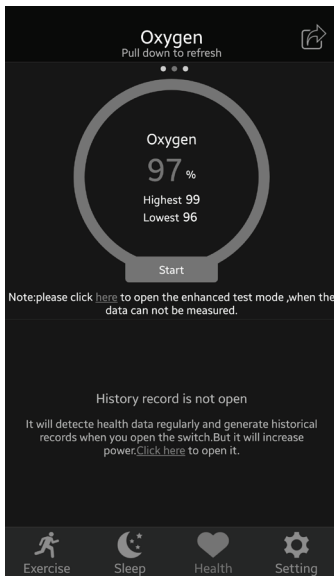 Oxygen
Pull down to refresh
Oxygen
97 %
Highest 99
Lowest 96
Start
Note:please click here to open the enhanced test mode ,when the
data can not be measured.
History record is not open
It will detecte health data regularly and generate historical
records when you open the switch.But it will increase
power.Click here to open it.
Exercise
Sleep
Health
Setting